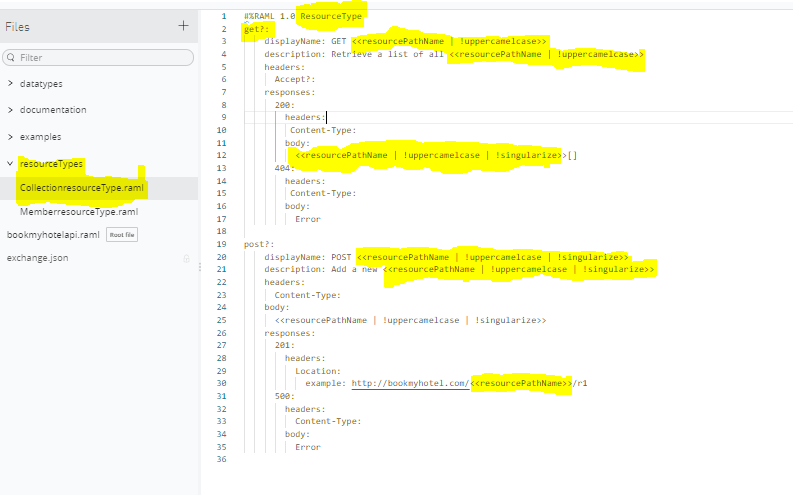 Files
Filter
datatypes
documentation
examples
resourceTypes
CollectionresourceType.raml
MemberresourceType.raml
bookmyhotelapi.raml Root file
exchange.json
1 #%RAML 1.0 ResourceType
2 get?:
3 displayName: GET <<resourcePathName | !uppercamelcase>>
4 description: Retrieve a list of all <<resourcePathName | !uppercamelcase>>
5 headers:
6 Accept?:
7 responses:
8 200:
9 headers:
10 Content-Type:
11 body:
12 <<resourcePathName | !uppercamelcase | !singularize>>[]
13 404:
14 headers:
15 Content-Type:
16 body:
17 Error
18
19 post?:
20 displayName: POST <<resourcePathName | !uppercamelcase | !singularize>>
21 description: Add a new <<resourcePathName | !uppercamelcase | !singularize>>
22 headers:
23 Content-Type:
24 body:
25 <<resourcePathName | !uppercamelcase | !singularize>>
26 responses:
27 201:
28 headers:
29 Location:
30 example: http://bookmyhotel.com/<<resourcePathName>>/r1
31 500:
32 headers:
33 Content-Type:
34 body:
35 Error
36